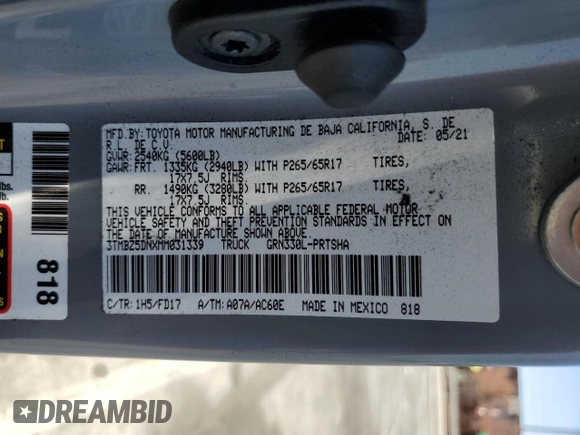 MFD.BY: TOYOTA MOTOR MANUFACTURING DE BAJA CALIFORNIA, S. DE
R.L. DE C.V. 05/21
GVWR: 2540KG (5600LB)
GAWR: FRT. 1335KG (2940LB) WITH P265/65R17 TIRES,
17X7.5J RIMS
RR. 1490KG (3280LB) WITH P265/65R17 TIRES,
17X7.5J RIMS
THIS VEHICLE CONFORMS TO ALL APPLICABLE FEDERAL MOTOR
VEHICLE SAFETY AND THEFT PREVENTION STANDARDS IN EFFECT ON
THE DATE OF MANUFACTURE SHOWN ABOVE.
3TMBZ5DNXMM031339 TRUCK GRN330L-PRTSHA
C/TR: 1H5/FD17 A/TM: A07A/AC60E MADE IN MEXICO 818
818
lbs.
DREAMBID